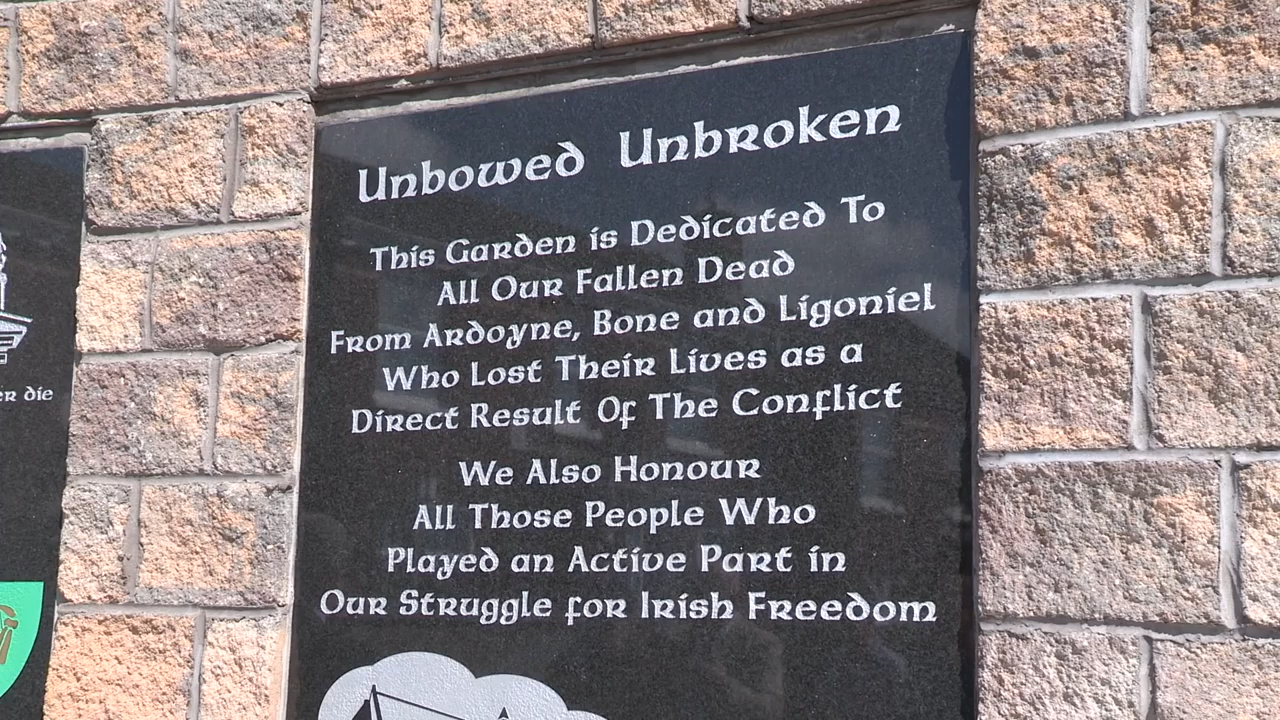 Unbowed Unbroken
This Garden is Dedicated To
All Our Fallen Dead
From Ardoyne, Bone and Ligoniel
Who Lost Their Lives as a
Direct Result Of The Conflict
We Also Honour
All Those People Who
Played an Active Part in
Our Struggle for Irish Freedom
die